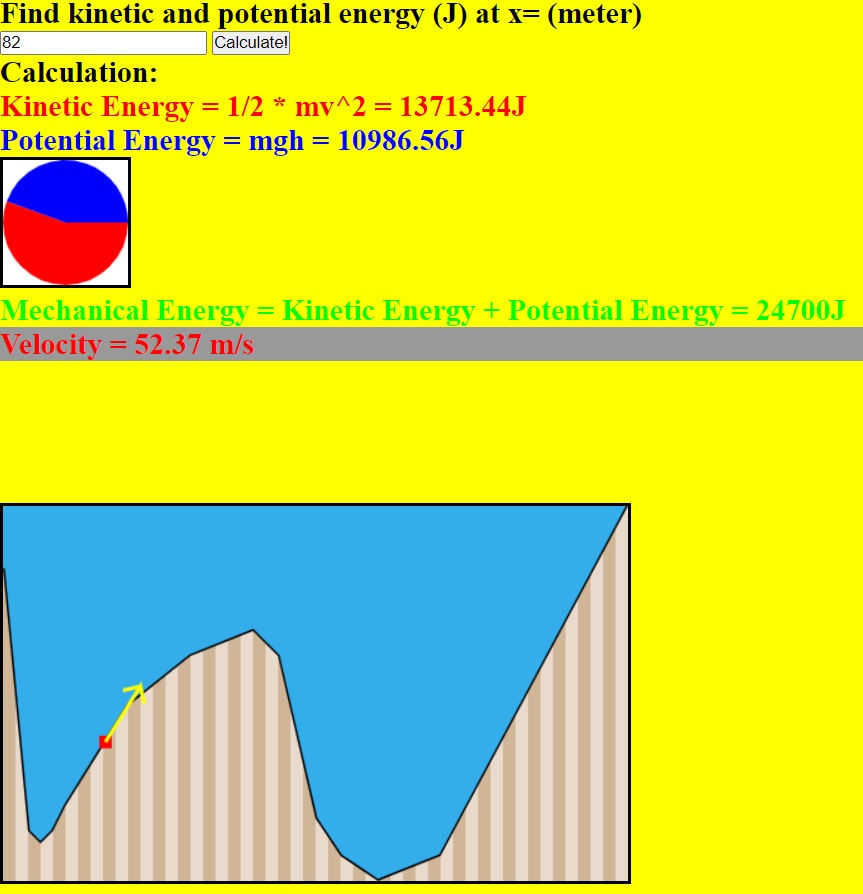 Find kinetic and potential energy (J) at x= (meter)
82 Calculate!
Calculation:
Kinetic Energy = 1/2 * mv^2 = 13713.44J
Potential Energy = mgh = 10986.56J
Mechanical Energy = Kinetic Energy + Potential Energy = 24700J
Velocity = 52.37 m/s